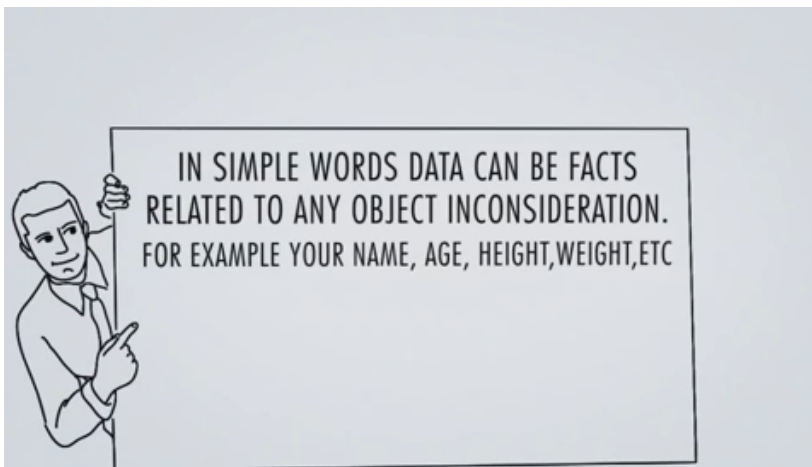 IN SIMPLE WORDS DATA CAN BE FACTS
RELATED TO ANY OBJECT INCONSIDERATION.
FOR EXAMPLE YOUR NAME, AGE, HEIGHT,WEIGHT,ETC